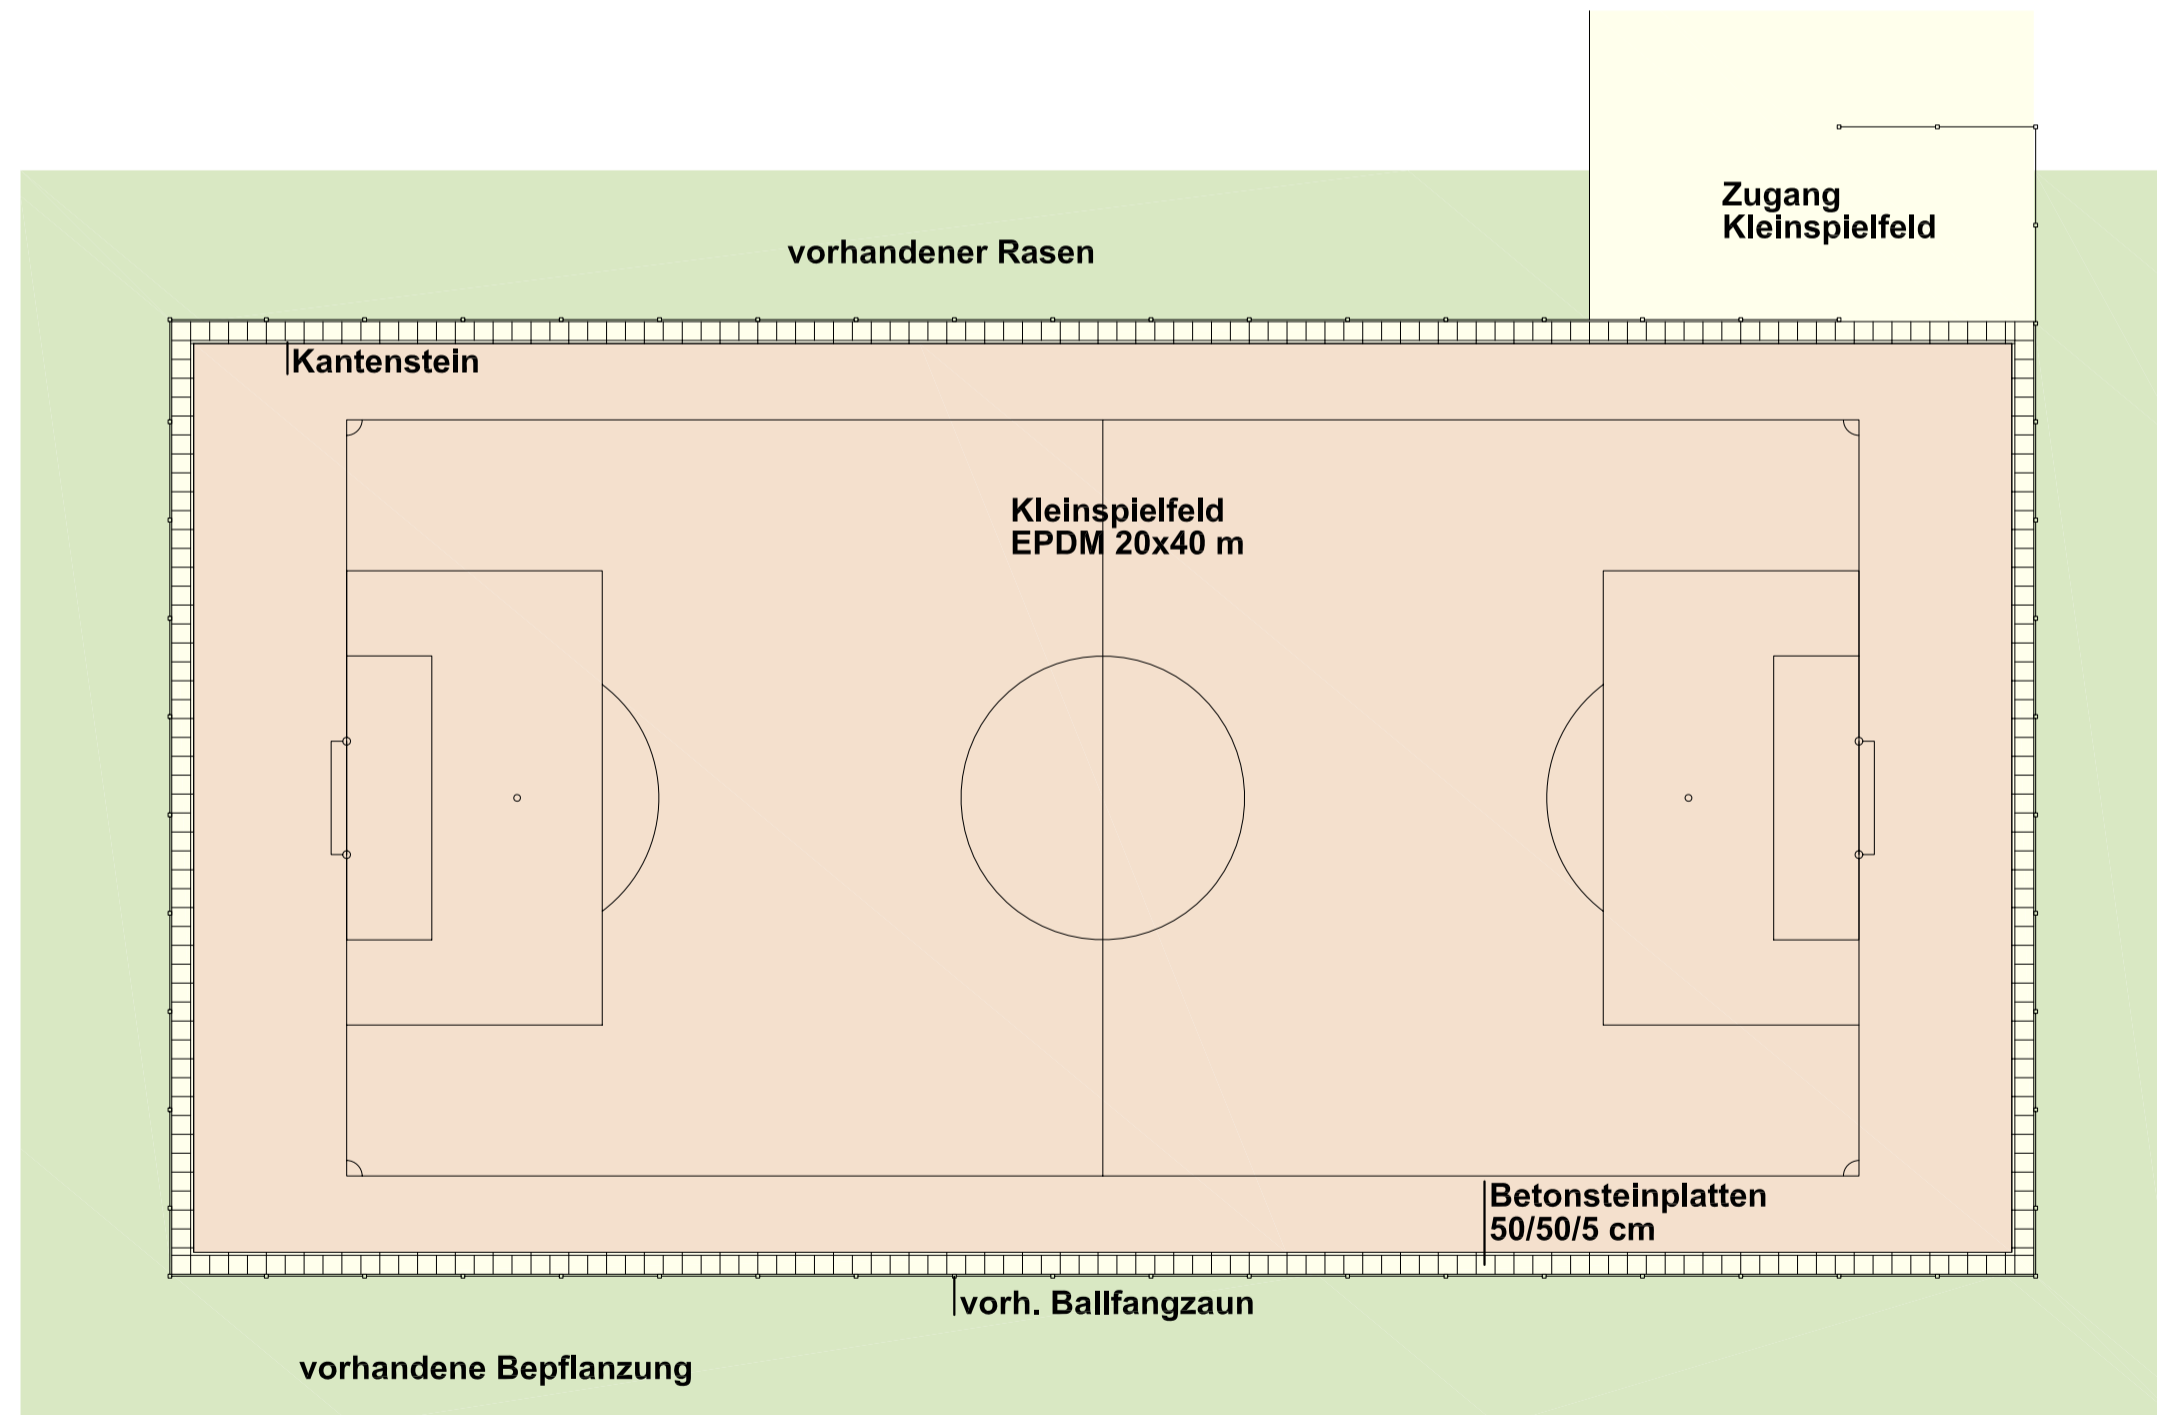 Zugang
Kleinspielfeld
vorhandener Rasen
Kantenstein
Kleinspielfeld
EPDM 20x40 m
Betonsteinplatten
50/50/5 cm
vorh. Ballfangzaun
vorhandene Bepflanzung